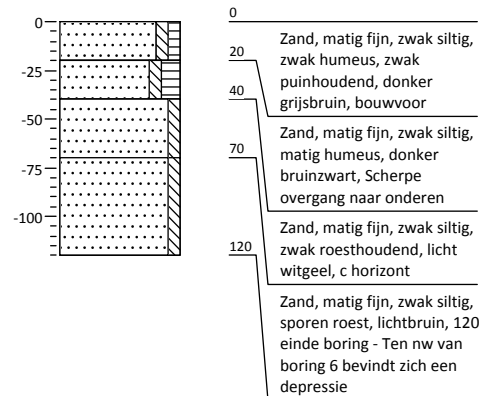 0
-25
-50
-75
-100
0
Zand, matig fijn, zwak siltig,
zwak humeus, zwak
puinhoudend, donker
grijsbruin, bouwvoor
20
Zand, matig fijn, zwak siltig,
matig humeus, donker
bruinzwart, Scherpe
overgang naar onderen
40
Zand, matig fijn, zwak siltig,
zwak roesthoudend, licht
witgeel, c horizont
70
Zand, matig fijn, zwak siltig,
sporen roest, lichtbruin, 120
einde boring - Ten nw van
boring 6 bevindt zich een
depressie
120